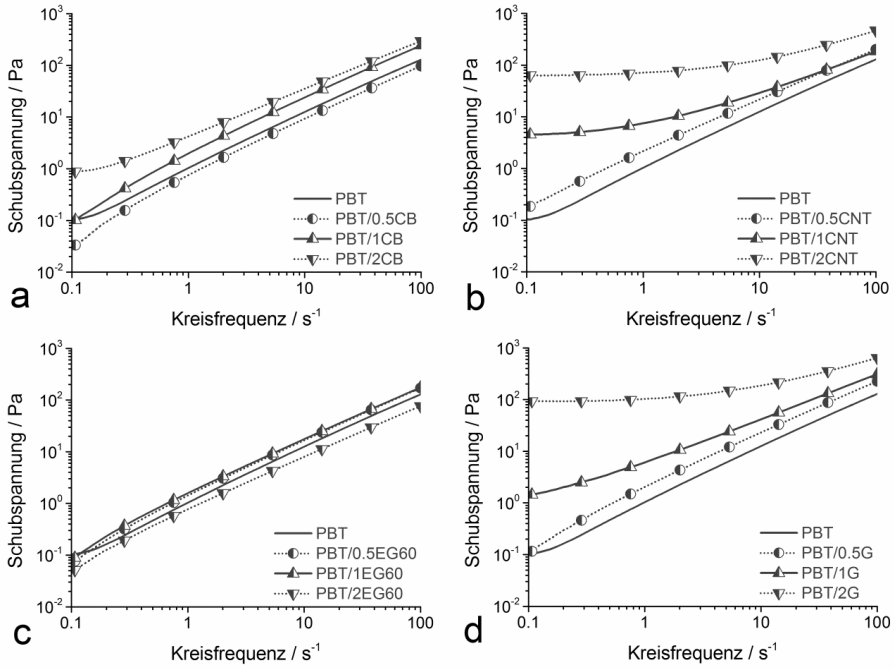 10³
10²
10¹
10⁰
10⁻¹
10⁻²
Schubspannung / Pa
0.1 1 10 100
Kreisfrequenz / s⁻¹
PBT
PBT/0.5CB
PBT/1CB
PBT/2CB
a
10³
10²
10¹
10⁰
10⁻¹
10⁻²
Schubspannung / Pa
0.1 1 10 100
Kreisfrequenz / s⁻¹
PBT
PBT/0.5CNT
PBT/1CNT
PBT/2CNT
b
10³
10²
10¹
10⁰
10⁻¹
10⁻²
Schubspannung / Pa
0.1 1 10 100
Kreisfrequenz / s⁻¹
PBT
PBT/0.5EG60
PBT/1EG60
PBT/2EG60
c
10³
10²
10¹
10⁰
10⁻¹
10⁻²
Schubspannung / Pa
0.1 1 10 100
Kreisfrequenz / s⁻¹
PBT
PBT/0.5G
PBT/1G
PBT/2G
d